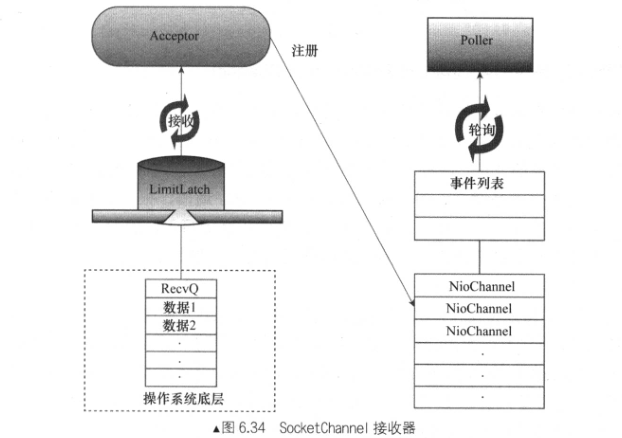 Acceptor
注册
接收
LimitLatch
RecvQ
数据1
数据2
.
.
.
操作系统底层
Poller
轮询
事件列表
NioChannel
NioChannel
NioChannel
.
.
.
▲图 6.34 SocketChannel 接收器